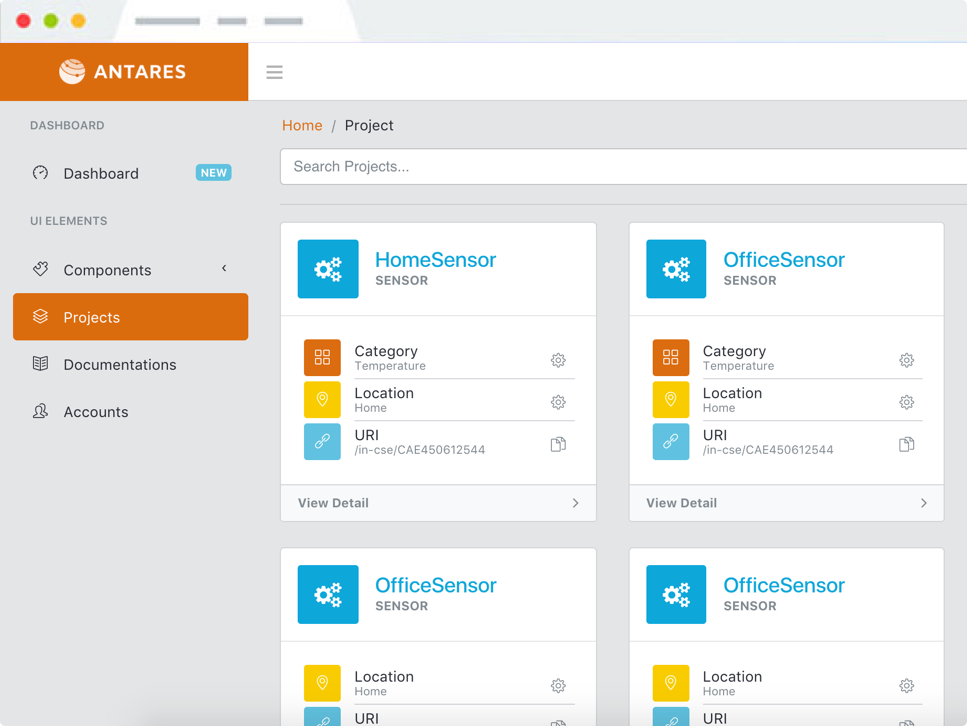 ANTARES
DASHBOARD
Dashboard NEW
UI ELEMENTS
Components
Projects
Documentations
Accounts
Home / Project
Search Projects...
HomeSensor
SENSOR
Category
Temperature
Location
Home
URI
/in-cse/CAE450612544
View Detail
OfficeSensor
SENSOR
Category
Temperature
Location
Home
URI
/in-cse/CAE450612544
View Detail
OfficeSensor
SENSOR
Location
Home
URI
OfficeSensor
SENSOR
Location
Home
URI